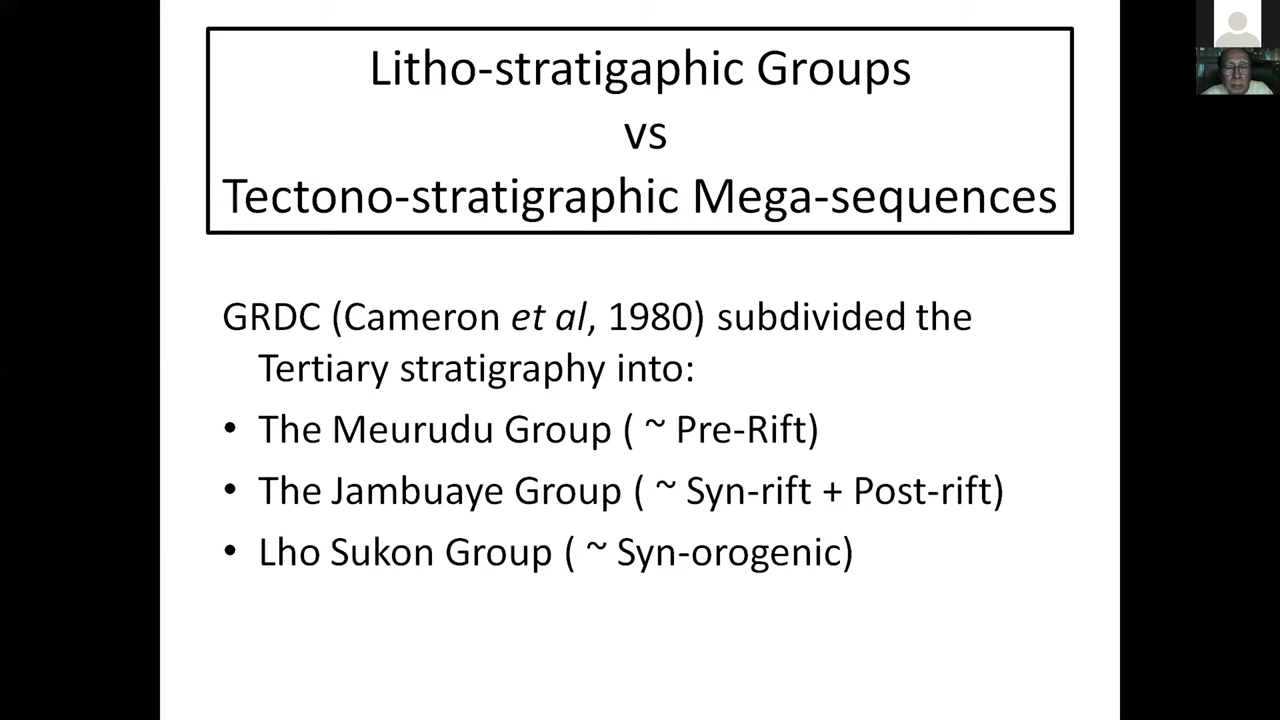 Litho-stratigaphic Groups
vs
Tectono-stratigraphic Mega-sequences
GRDC (Cameron et al, 1980) subdivided the
Tertiary stratigraphy into:
• The Meurudu Group ( ~ Pre-Rift)
• The Jambuaye Group ( ~ Syn-rift + Post-rift)
• Lho Sukon Group ( ~ Syn-orogenic)